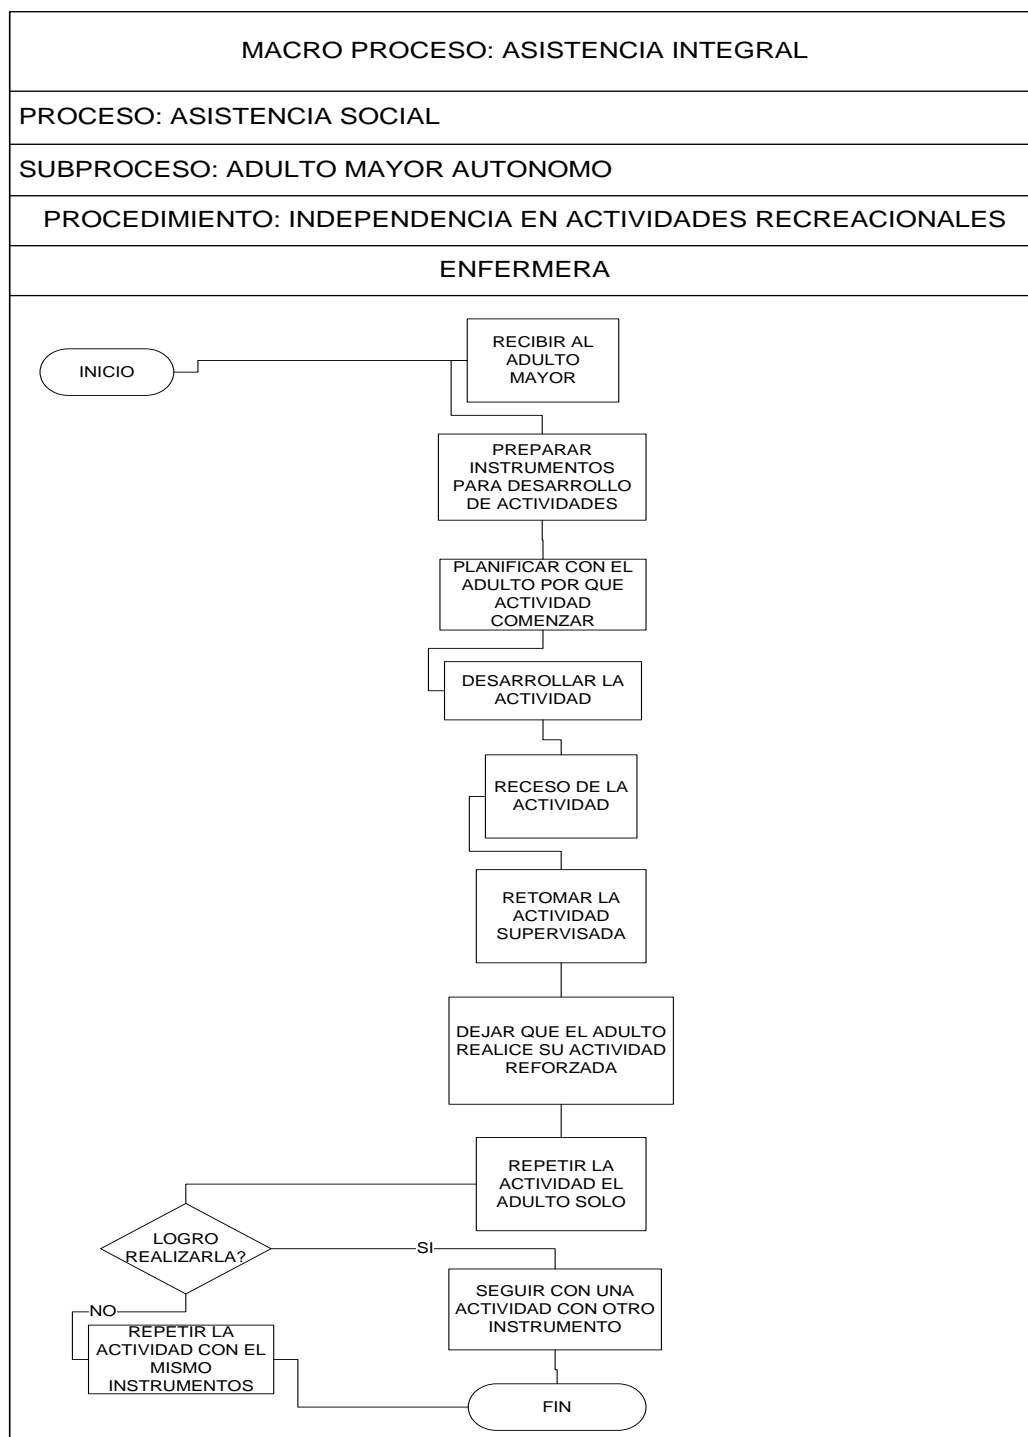 MACRO PROCESO: ASISTENCIA INTEGRAL
PROCESO: ASISTENCIA SOCIAL
SUBPROCESO: ADULTO MAYOR AUTONOMO
PROCEDIMIENTO: INDEPENDENCIA EN ACTIVIDADES RECREACIONALES
ENFERMERA
INICIO
RECIBIR AL
ADULTO
MAYOR
PREPARAR
INSTRUMENTOS
PARA DESARROLLO
DE ACTIVIDADES
PLANIFICAR CON EL
ADULTO POR QUE
ACTIVIDAD
COMENZAR
DESARROLLAR LA
ACTIVIDAD
RECESO DE LA
ACTIVIDAD
RETOMAR LA
ACTIVIDAD
SUPERVISADA
DEJAR QUE EL ADULTO
REALICE SU ACTIVIDAD
REFORZADA
REPETIR LA
ACTIVIDAD EL
ADULTO SOLO
LOGRO
REALIZARLA?
SI
SEGUIR CON UNA
ACTIVIDAD CON OTRO
INSTRUMENTO
NO
REPETIR LA
ACTIVIDAD CON EL
MISMO
INSTRUMENTOS
FIN